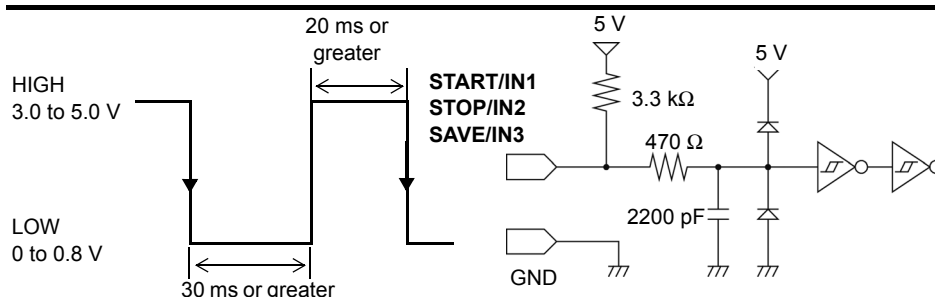 20 ms or
greater
HIGH
3.0 to 5.0 V
LOW
0 to 0.8 V
30 ms or greater
START/IN1
STOP/IN2
SAVE/IN3
5 V
5 V
3.3 kΩ
470 Ω
2200 pF
GND